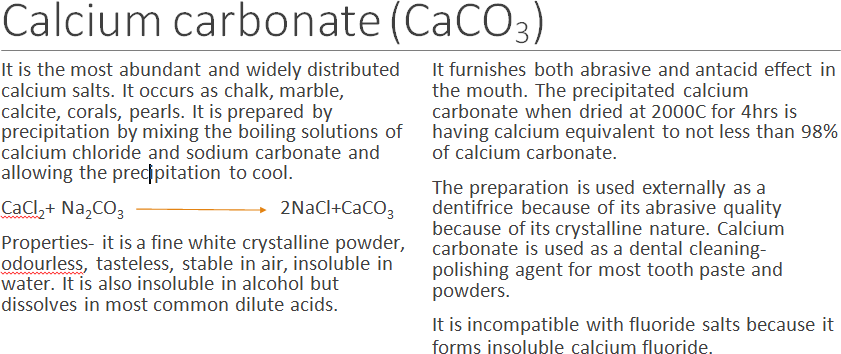 Calcium carbonate (CaCO₃)
It is the most abundant and widely distributed
calcium salts. It occurs as chalk, marble,
calcite, corals, pearls. It is prepared by
precipitation by mixing the boiling solutions of
calcium chloride and sodium carbonate and
allowing the precipitation to cool.
CaCl₂+ Na₂CO₃ → 2NaCl+CaCO₃
Properties- it is a fine white crystalline powder,
odourless, tasteless, stable in air, insoluble in
water. It is also insoluble in alcohol but
dissolves in most common dilute acids.
It furnishes both abrasive and antacid effect in
the mouth. The precipitated calcium
carbonate when dried at 2000C for 4hrs is
having calcium equivalent to not less than 98%
of calcium carbonate.
The preparation is used externally as a
dentifrice because of its abrasive quality
because of its crystalline nature. Calcium
carbonate is used as a dental cleaning-
polishing agent for most tooth paste and
powders.
It is incompatible with fluoride salts because it
forms insoluble calcium fluoride.